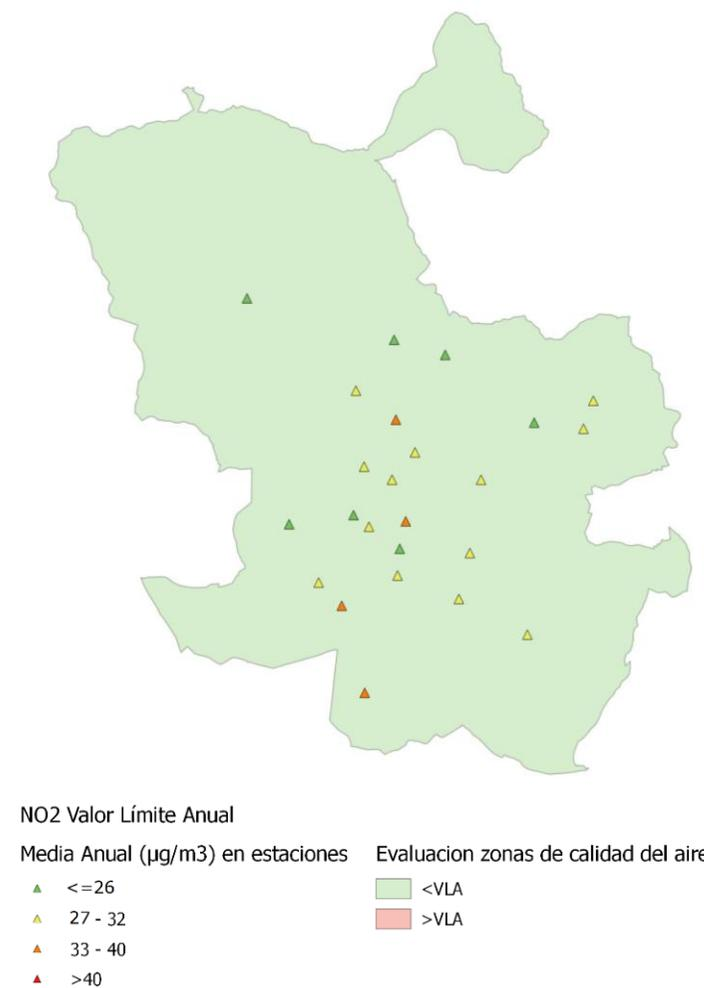 NO2 Valor Límite Anual
Media Anual (µg/m3) en estaciones
<=26
27 - 32
33 - 40
>40
Evaluacion zonas de calidad del aire
<VLA
>VLA